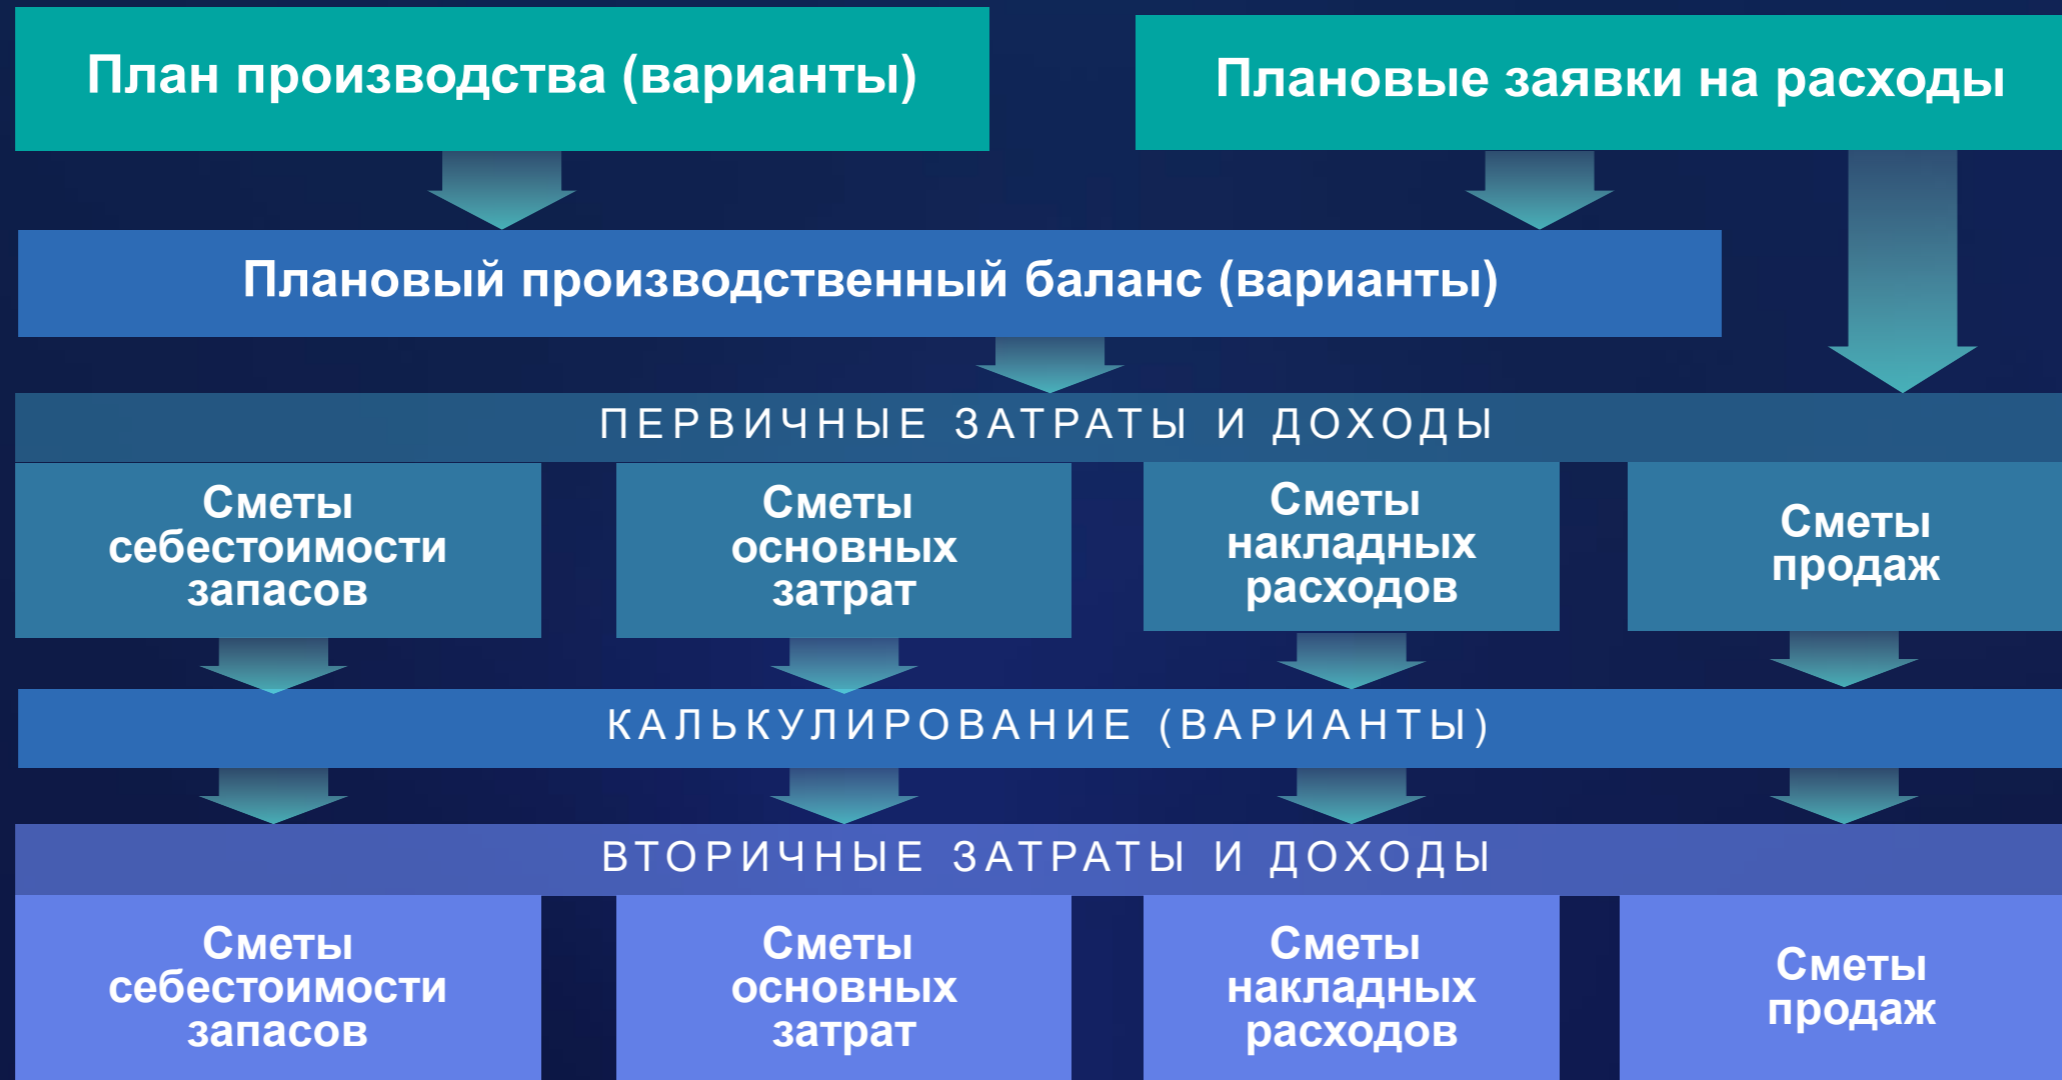 План производства (варианты)
Плановые заявки на расходы
Плановый производственный баланс (варианты)
ПЕРВИЧНЫЕ ЗАТРАТЫ И ДОХОДЫ
Сметы
себестоимости
запасов
Сметы
основных
затрат
Сметы
накладных
расходов
Сметы
продаж
КАЛЬКУЛИРОВАНИЕ (ВАРИАНТЫ)
ВТОРИЧНЫЕ ЗАТРАТЫ И ДОХОДЫ
Сметы
себестоимости
запасов
Сметы
основных
затрат
Сметы
накладных
расходов
Сметы
продаж